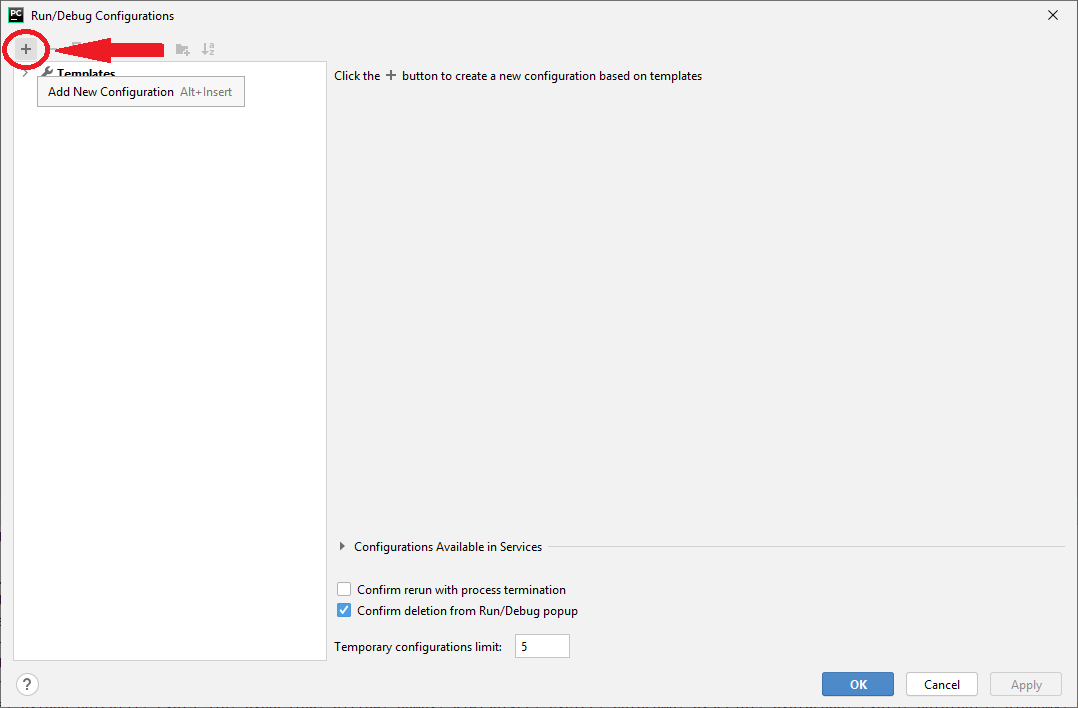 PC Run/Debug Configurations
Templates
Add New Configuration Alt+Insert
Click the + button to create a new configuration based on templates
Configurations Available in Services
Confirm rerun with process termination
Confirm deletion from Run/Debug popup
Temporary configurations limit: 5
? OK Cancel Apply